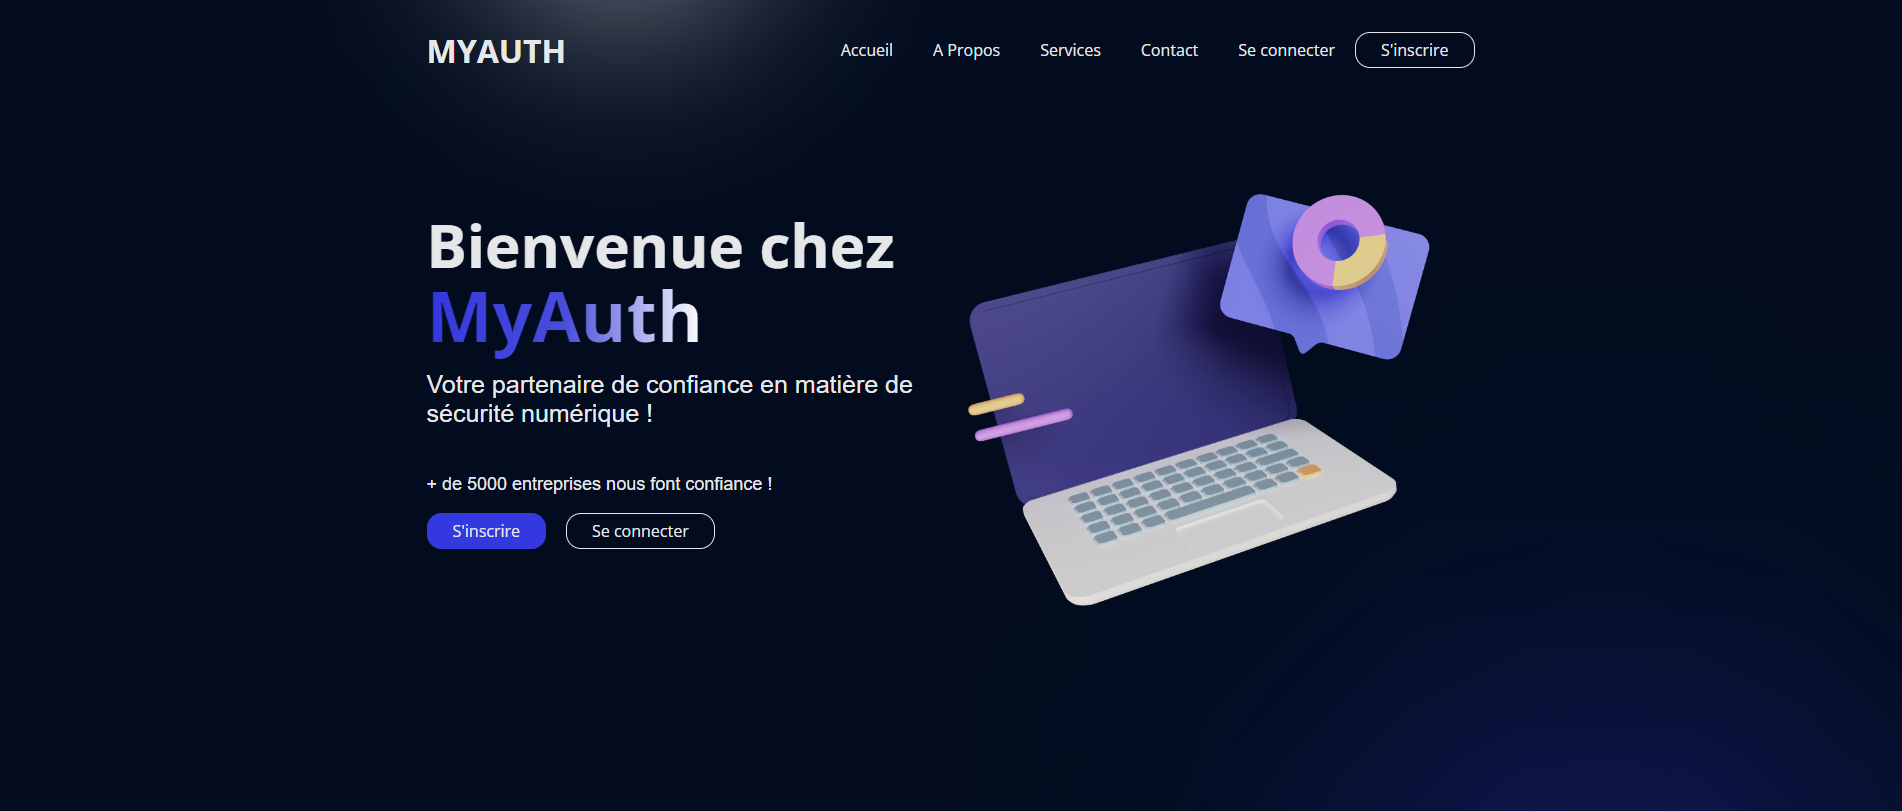 MYAUTH
Accueil A Propos Services Contact Se connecter S'inscrire
Bienvenue chez
MyAuth
Votre partenaire de confiance en matière de
sécurité numérique !
+ de 5000 entreprises nous font confiance !
S'inscrire Se connecter